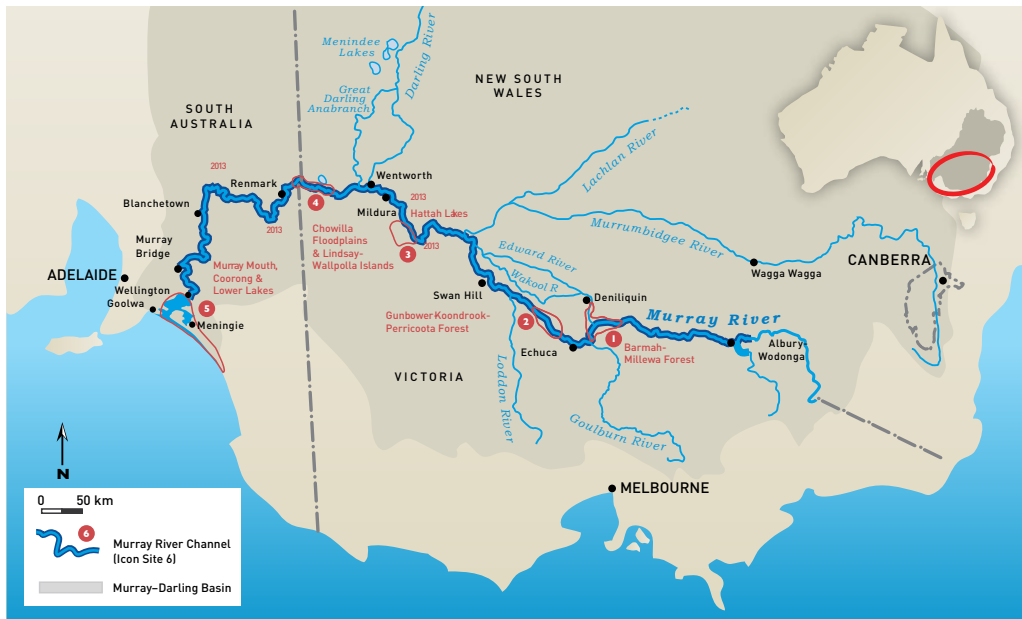 Menindee
Lakes
Darling River
Great
Darling
Anabranch
NEW SOUTH
WALES
SOUTH
AUSTRALIA
Lachlan River
2013
Renmark
Wentworth
4
2013
Blanchetown
Mildura
Hattah Lakes
2013
Chowilla
Floodplains
& Lindsay-
Wallpolla Islands
3
2013
Murrumbidgee River
Murray
Bridge
Edward River
CANBERRA
Wagga Wagga
ADELAIDE
Murray Mouth,
Coorong &
Lower Lakes
Wakool R
Wellington
Goolwa
5
Swan Hill
Deniliquin
Meningie
Gunbower-Koondrook-
Perricoota Forest
2
Murray River
1
Echuca
Barmah-
Millewa Forest
Albury-
Wodonga
VICTORIA
Loddon River
Goulburn River
N
MELBOURNE
0 50 km
6
Murray River Channel
(Icon Site 6)
Murray–Darling Basin